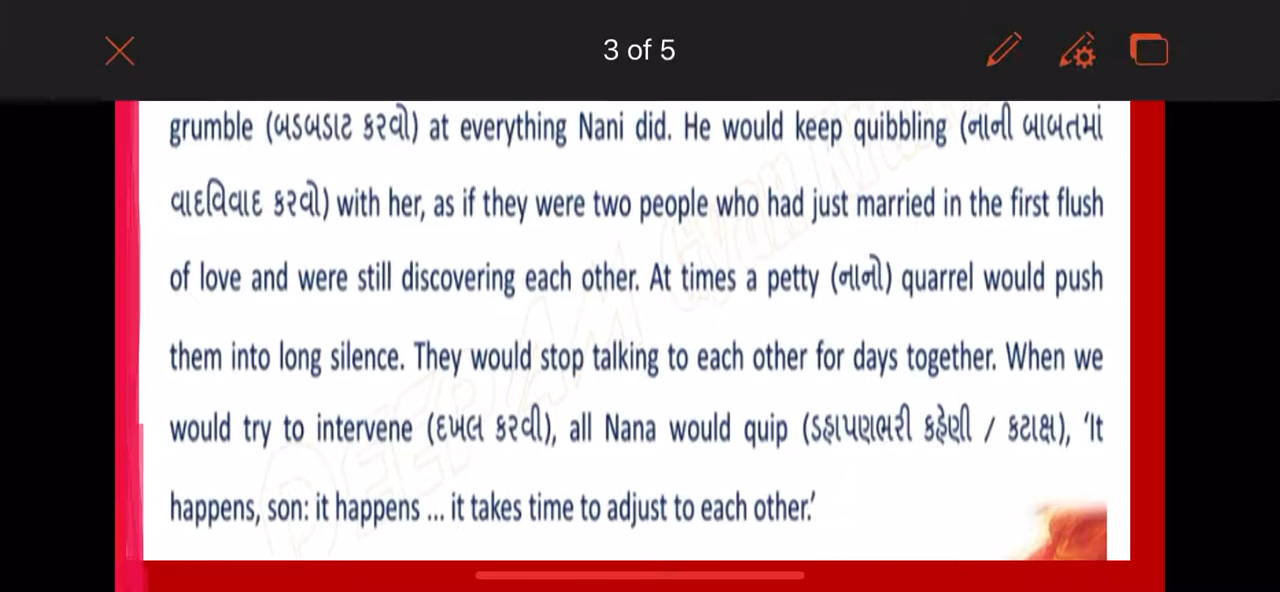 3 of 5
grumble (બડબડાટ કરવો) at everything Nani did. He would keep quibbling (નાની બાબતમાં
વાદવિવાદ કરવો) with her, as if they were two people who had just married in the first flush
of love and were still discovering each other. At times a petty (નાનો) quarrel would push
them into long silence. They would stop talking to each other for days together. When we
would try to intervene (દખલ કરવી), all Nana would quip (ડહાપણભરી કહેણી / કટાક્ષ), ‘It
happens, son: it happens ... it takes time to adjust to each other.’
DEEPAM Gyan